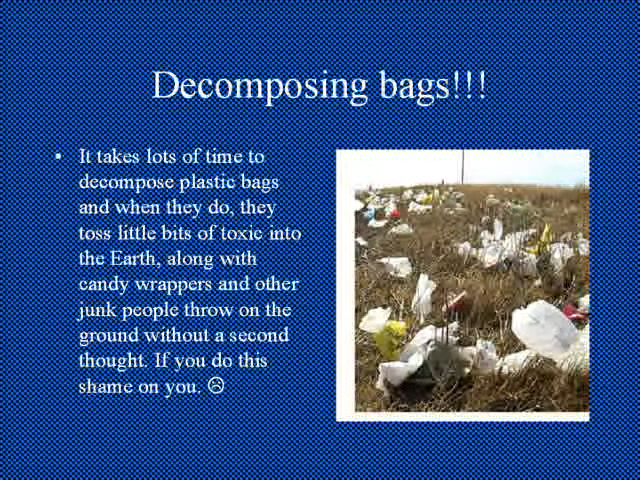 Decomposing bags!!!
• It takes lots of time to
decompose plastic bags
and when they do, they
toss little bits of toxic into
the Earth, along with
candy wrappers and other
junk people throw on the
ground without a second
thought. If you do this
shame on you. ☹